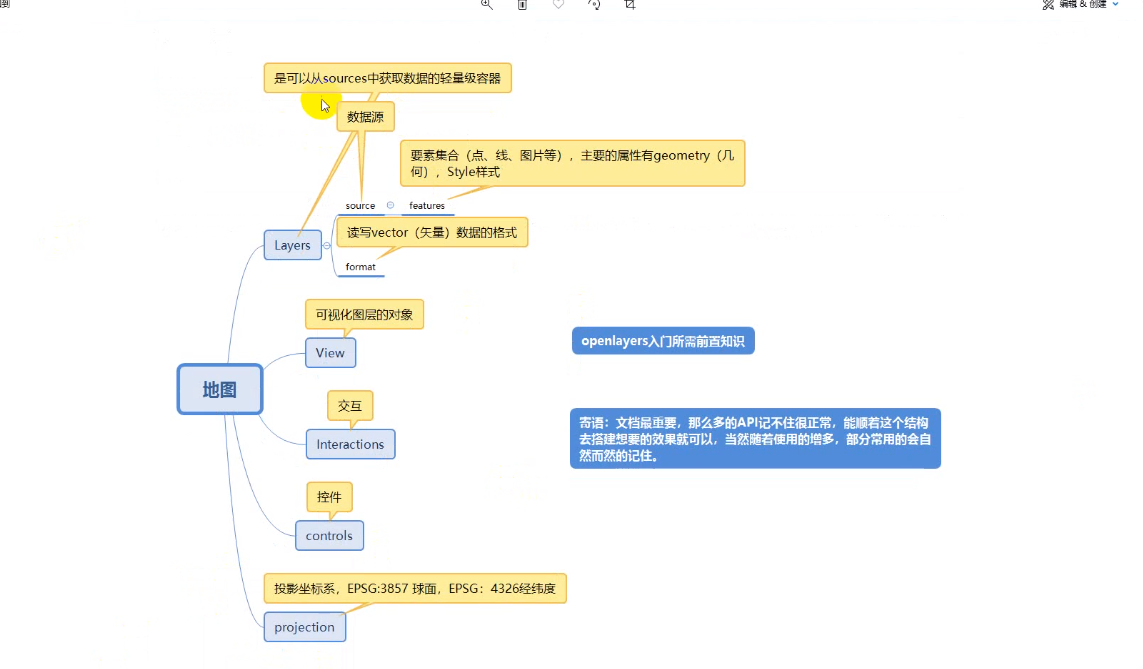 到
编辑 & 创建
是可以从sources中获取数据的轻量级容器
数据源
要素集合（点、线、图片等），主要的属性有geometry（几
何），Style样式
source
features
读写vector（矢量）数据的格式
Layers
format
可视化图层的对象
openlayers入门所需前置知识
View
地图
交互
寄语：文档最重要，那么多的API记不住很正常，能顺着这个结构
去搭建想要的效果就可以，当然随着使用的增多，部分常用的会自
然而然的记住。
Interactions
控件
controls
投影坐标系，EPSG:3857 球面，EPSG：4326经纬度
projection